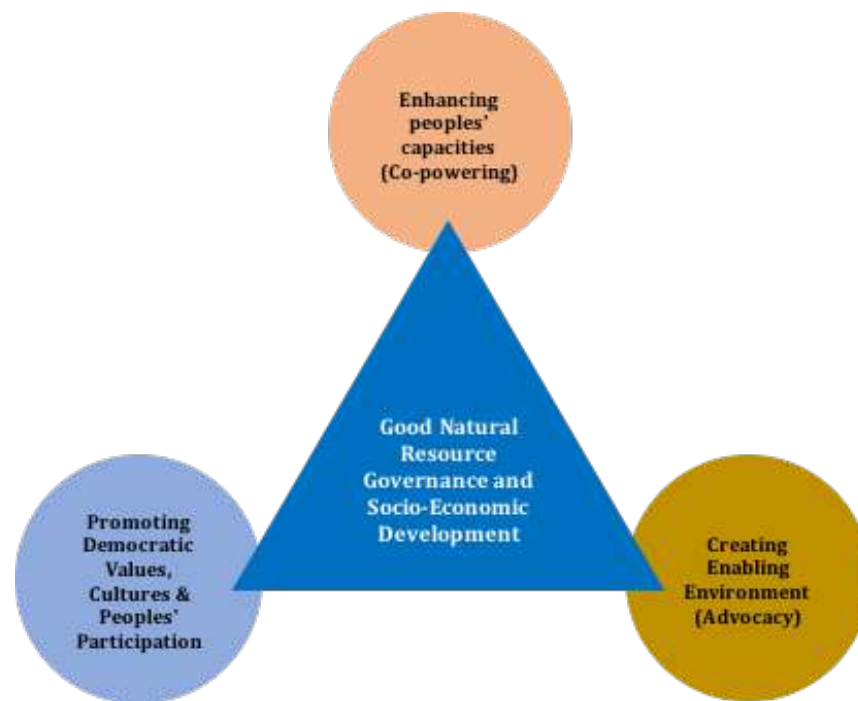 Enhancing
peoples'
capacities
(Co-powering)
Good Natural
Resource
Governance and
Socio-Economic
Development
Promoting
Democratic
Values,
Cultures &
Peoples'
Participation
Creating
Enabling
Environment
(Advocacy)